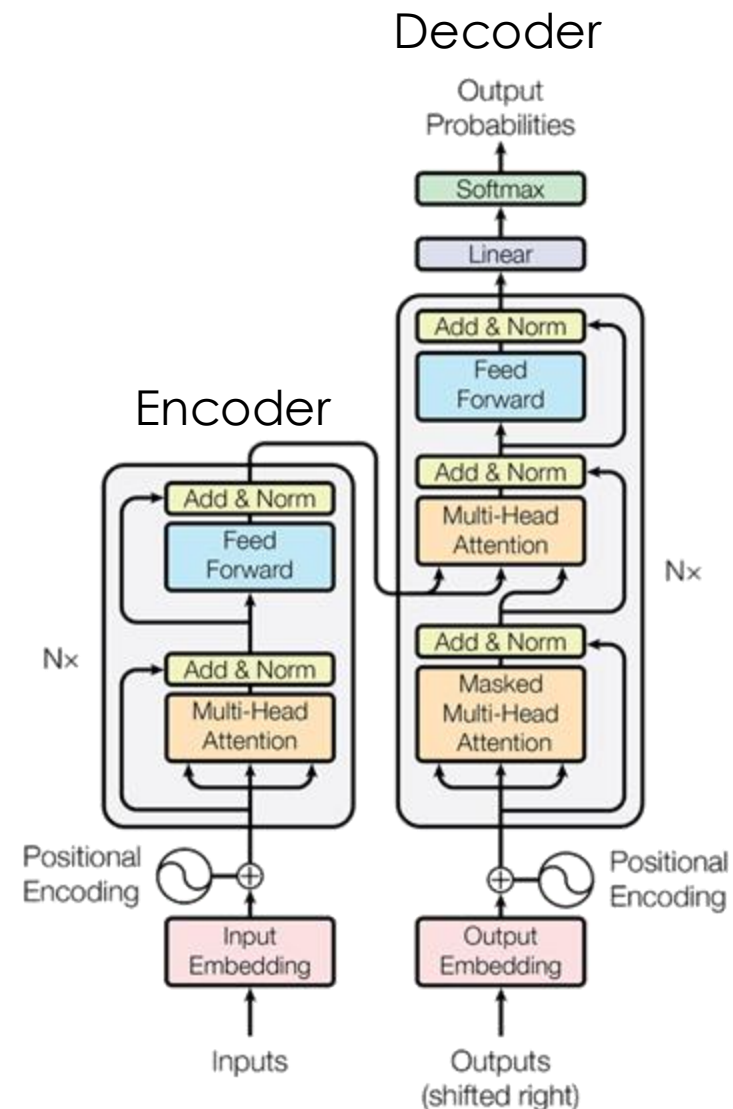 Decoder
Output
Probabilities
Softmax
Linear
Add & Norm
Feed
Forward
Add & Norm
Multi-Head
Attention
Nx
Add & Norm
Masked
Multi-Head
Attention
Positional
Encoding
Output
Embedding
Outputs
(shifted right)
Encoder
Add & Norm
Feed
Forward
Nx
Add & Norm
Multi-Head
Attention
Positional
Encoding
Input
Embedding
Inputs